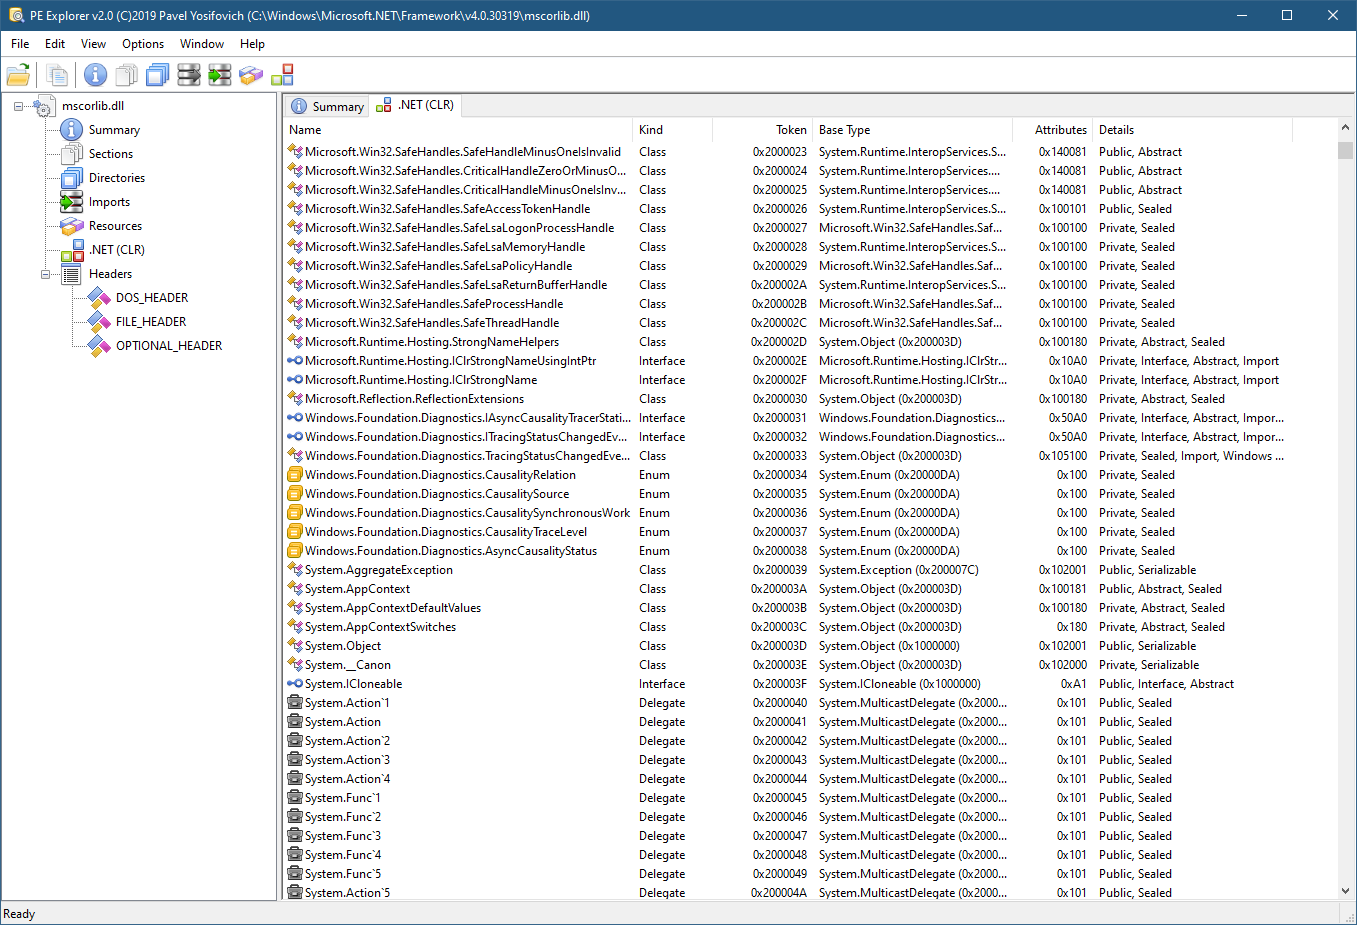 PE Explorer v2.0 (C)2019 Pavel Yosifovich (C:\Windows\Microsoft.NET\Framework\v4.0.30319\mscorlib.dll)
File Edit View Options Window Help
mscorlib.dll
Summary
Sections
Directories
Imports
Resources
.NET (CLR)
Headers
DOS_HEADER
FILE_HEADER
OPTIONAL_HEADER
Summary .NET (CLR)
Name Kind Token Base Type Attributes Details
Microsoft.Win32.SafeHandles.SafeHandleMinusOneIsInvalid Class 0x2000023 System.Runtime.InteropServices.S... 0x140081 Public, Abstract
Microsoft.Win32.SafeHandles.CriticalHandleZeroOrMinusO... Class 0x2000024 System.Runtime.InteropServices.... 0x140081 Public, Abstract
Microsoft.Win32.SafeHandles.CriticalHandleMinusOneIsInv... Class 0x2000025 System.Runtime.InteropServices.... 0x140081 Public, Abstract
Microsoft.Win32.SafeHandles.SafeAccessTokenHandle Class 0x2000026 System.Runtime.InteropServices.S... 0x100101 Public, Sealed
Microsoft.Win32.SafeHandles.SafeLsaLogonProcessHandle Class 0x2000027 Microsoft.Win32.SafeHandles.Saf... 0x100100 Private, Sealed
Microsoft.Win32.SafeHandles.SafeLsaMemoryHandle Class 0x2000028 System.Runtime.InteropServices.S... 0x100100 Private, Sealed
Microsoft.Win32.SafeHandles.SafeLsaPolicyHandle Class 0x2000029 Microsoft.Win32.SafeHandles.Saf... 0x100100 Private, Sealed
Microsoft.Win32.SafeHandles.SafeLsaReturnBufferHandle Class 0x200002A System.Runtime.InteropServices.S... 0x100100 Private, Sealed
Microsoft.Win32.SafeHandles.SafeProcessHandle Class 0x200002B Microsoft.Win32.SafeHandles.Saf... 0x100100 Private, Sealed
Microsoft.Win32.SafeHandles.SafeThreadHandle Class 0x200002C Microsoft.Win32.SafeHandles.Saf... 0x100100 Private, Sealed
Microsoft.Runtime.Hosting.StrongNameHelpers Class 0x200002D System.Object (0x200003D) 0x100180 Private, Abstract, Sealed
Microsoft.Runtime.Hosting.IClrStrongNameUsingIntPtr Interface 0x200002E Microsoft.Runtime.Hosting.IClrStr... 0x10A0 Private, Interface, Abstract, Import
Microsoft.Runtime.Hosting.IClrStrongName Interface 0x200002F Microsoft.Runtime.Hosting.IClrStr... 0x10A0 Private, Interface, Abstract, Import
Microsoft.Reflection.ReflectionExtensions Class 0x2000030 System.Object (0x200003D) 0x100180 Private, Abstract, Sealed
Windows.Foundation.Diagnostics.IAsyncCausalityTracerStati... Interface 0x2000031 Windows.Foundation.Diagnostics... 0x50A0 Private, Interface, Abstract, Impor...
Windows.Foundation.Diagnostics.ITracingStatusChangedEv... Interface 0x2000032 Windows.Foundation.Diagnostics... 0x50A0 Private, Interface, Abstract, Impor...
Windows.Foundation.Diagnostics.TracingStatusChangedEve... Class 0x2000033 System.Object (0x200003D) 0x105100 Private, Sealed, Import, Windows ...
Windows.Foundation.Diagnostics.CausalityRelation Enum 0x2000034 System.Enum (0x20000DA) 0x100 Private, Sealed
Windows.Foundation.Diagnostics.CausalitySource Enum 0x2000035 System.Enum (0x20000DA) 0x100 Private, Sealed
Windows.Foundation.Diagnostics.CausalitySynchronousWork Enum 0x2000036 System.Enum (0x20000DA) 0x100 Private, Sealed
Windows.Foundation.Diagnostics.CausalityTraceLevel Enum 0x2000037 System.Enum (0x20000DA) 0x100 Private, Sealed
Windows.Foundation.Diagnostics.AsyncCausalityStatus Enum 0x2000038 System.Enum (0x20000DA) 0x100 Private, Sealed
System.AggregateException Class 0x2000039 System.Exception (0x200007C) 0x102001 Public, Serializable
System.AppContext Class 0x200003A System.Object (0x200003D) 0x100181 Public, Abstract, Sealed
System.AppContextDefaultValues Class 0x200003B System.Object (0x200003D) 0x100180 Private, Abstract, Sealed
System.AppContextSwitches Class 0x200003C System.Object (0x200003D) 0x180 Private, Abstract, Sealed
System.Object Class 0x200003D System.Object (0x1000000) 0x102001 Public, Serializable
System.__Canon Class 0x200003E System.Object (0x200003D) 0x102000 Private, Serializable
System.ICloneable Interface 0x200003F System.ICloneable (0x1000000) 0xA1 Public, Interface, Abstract
System.Action`1 Delegate 0x2000040 System.MulticastDelegate (0x2000... 0x101 Public, Sealed
System.Action Delegate 0x2000041 System.MulticastDelegate (0x2000... 0x101 Public, Sealed
System.Action`2 Delegate 0x2000042 System.MulticastDelegate (0x2000... 0x101 Public, Sealed
System.Action`3 Delegate 0x2000043 System.MulticastDelegate (0x2000... 0x101 Public, Sealed
System.Action`4 Delegate 0x2000044 System.MulticastDelegate (0x2000... 0x101 Public, Sealed
System.Func`1 Delegate 0x2000045 System.MulticastDelegate (0x2000... 0x101 Public, Sealed
System.Func`2 Delegate 0x2000046 System.MulticastDelegate (0x2000... 0x101 Public, Sealed
System.Func`3 Delegate 0x2000047 System.MulticastDelegate (0x2000... 0x101 Public, Sealed
System.Func`4 Delegate 0x2000048 System.MulticastDelegate (0x2000... 0x101 Public, Sealed
System.Func`5 Delegate 0x2000049 System.MulticastDelegate (0x2000... 0x101 Public, Sealed
System.Action`5 Delegate 0x200004A System.MulticastDelegate (0x2000... 0x101 Public, Sealed
Ready